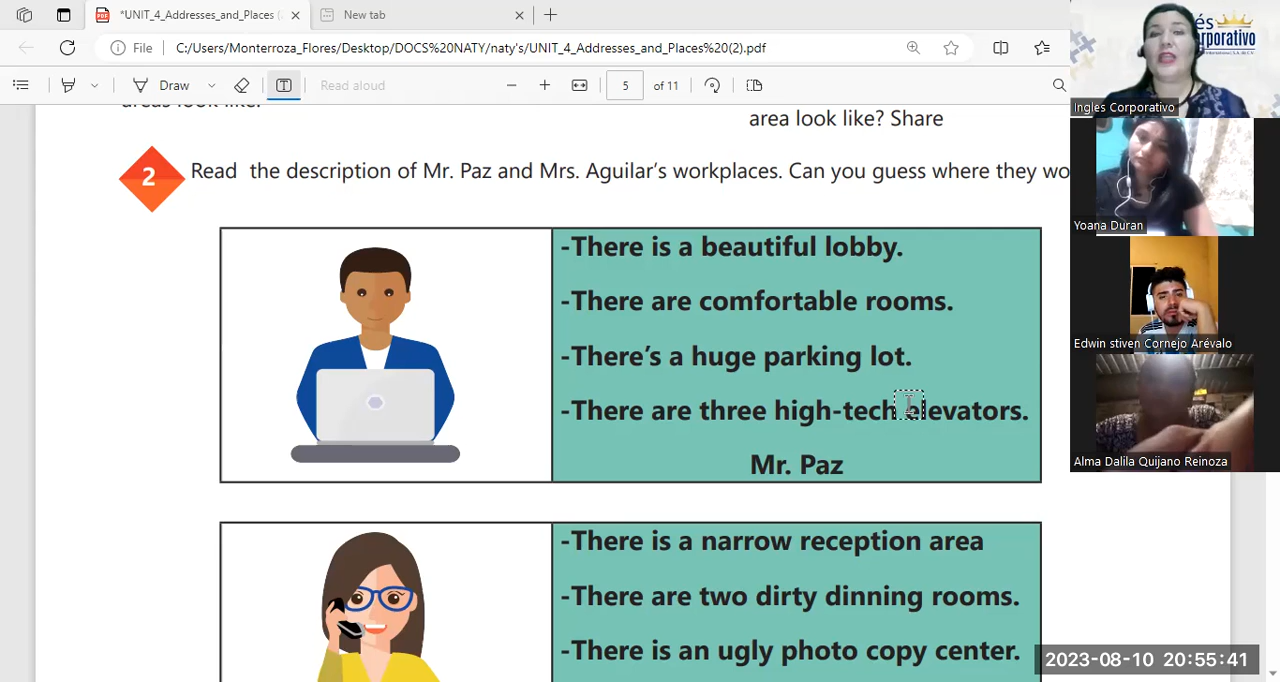 *UNIT_4_Addresses_and_Places (
New tab
File
C:/Users/Monterroza_Flores/Desktop/DOCS%20NATY/naty's/UNIT_4_Addresses_and_Places%20(2).pdf
Draw
Read aloud
5
of 11
areas look like.
area look like? Share
2
Read the description of Mr. Paz and Mrs. Aguilar's workplaces. Can you guess where they wo
-There is a beautiful lobby.
-There are comfortable rooms.
-There's a huge parking lot.
-There are three high-tech elevators.
Mr. Paz
-There is a narrow reception area
-There are two dirty dinning rooms.
-There is an ugly photo copy center.
és
orporativo
Ingles Corporativo
Yoana Duran
Edwin stiven Cornejo Arévalo
Alma Dalila Quijano Reinoza
2023-08-10 20:55:41